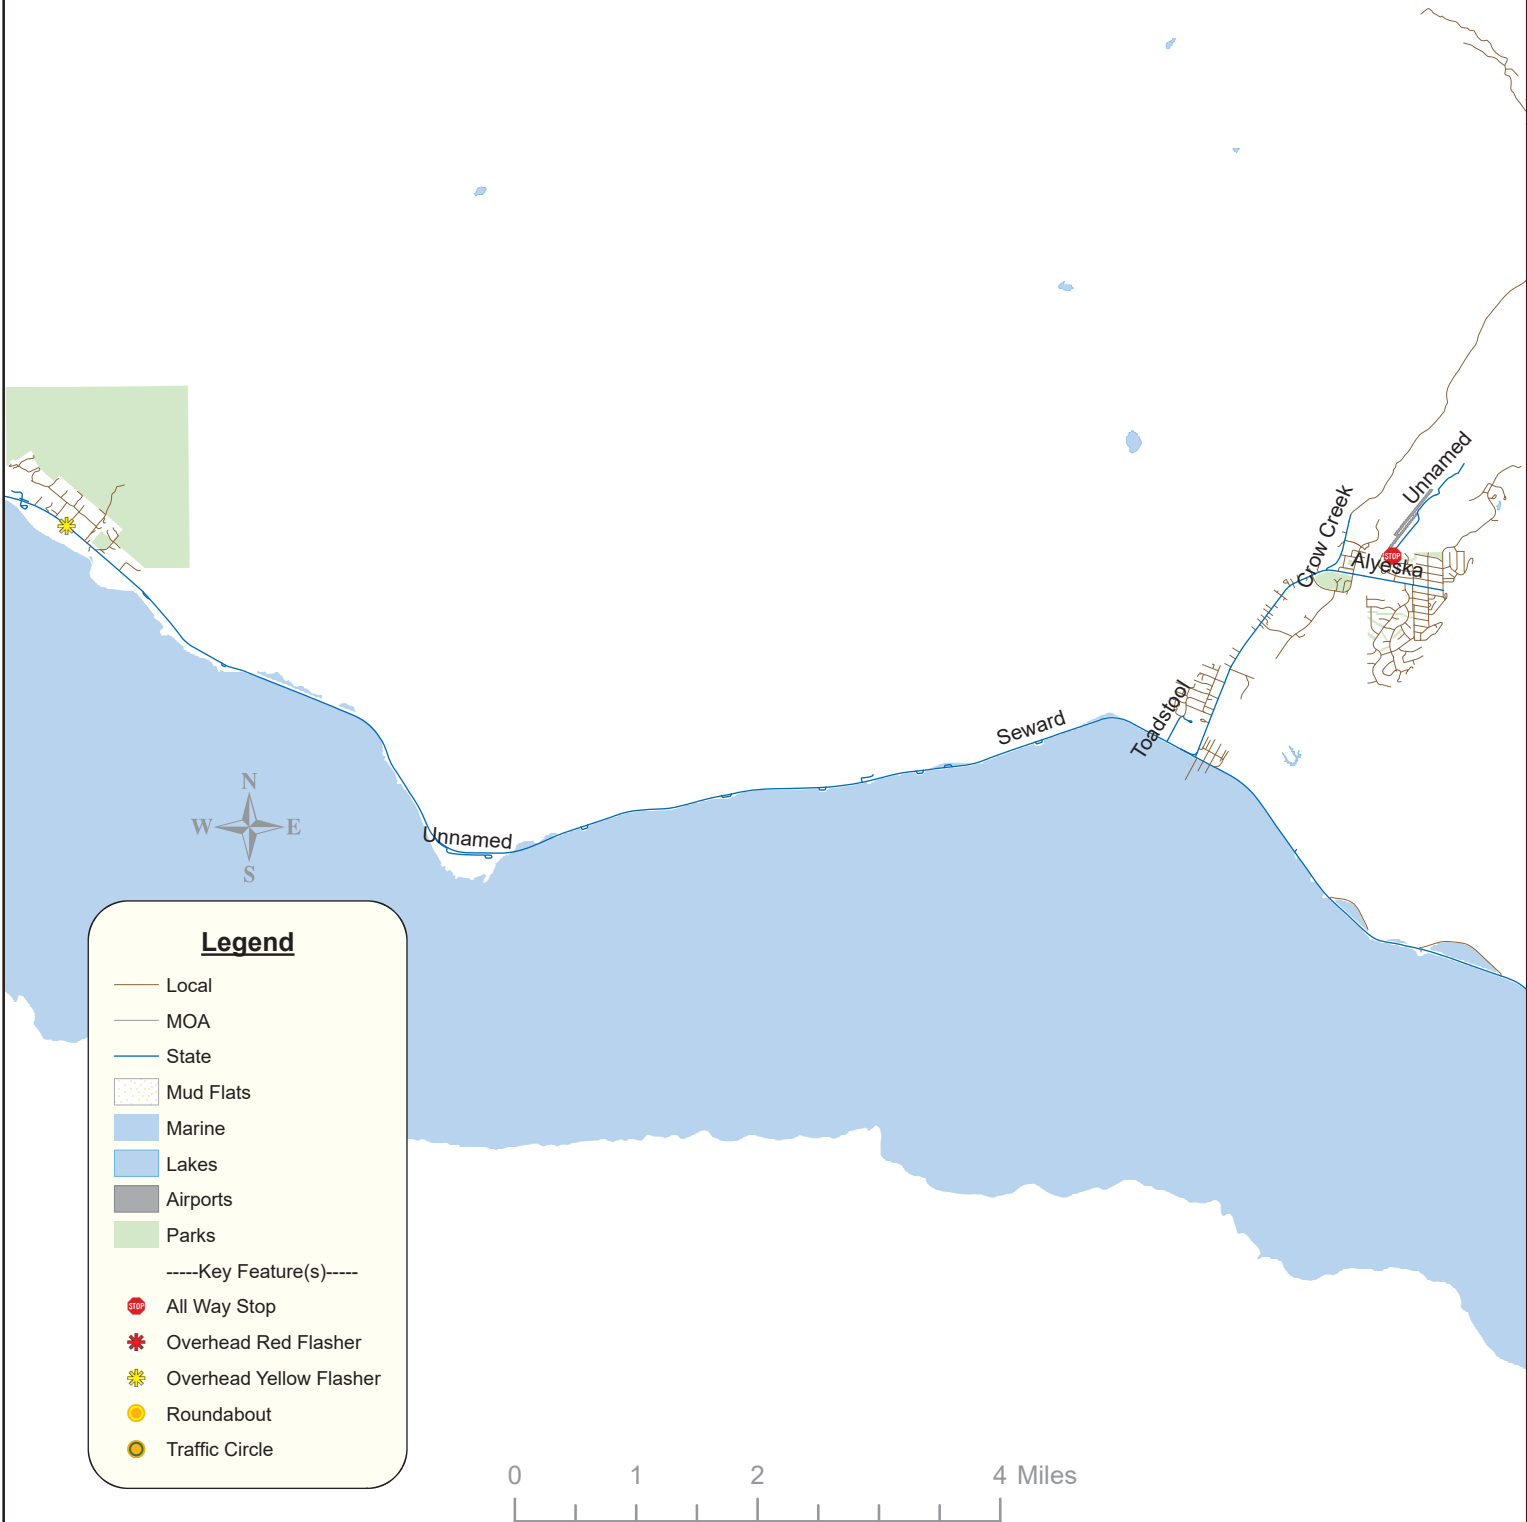 Unnamed
Crow Creek
STOP
Alyeska
Toadstool
Seward
N
W E
S
Unnamed
Legend
Local
MOA
State
Mud Flats
Marine
Lakes
Airports
Parks
-----Key Feature(s)-----
STOP All Way Stop
Overhead Red Flasher
Overhead Yellow Flasher
Roundabout
Traffic Circle
0 1 2 4 Miles